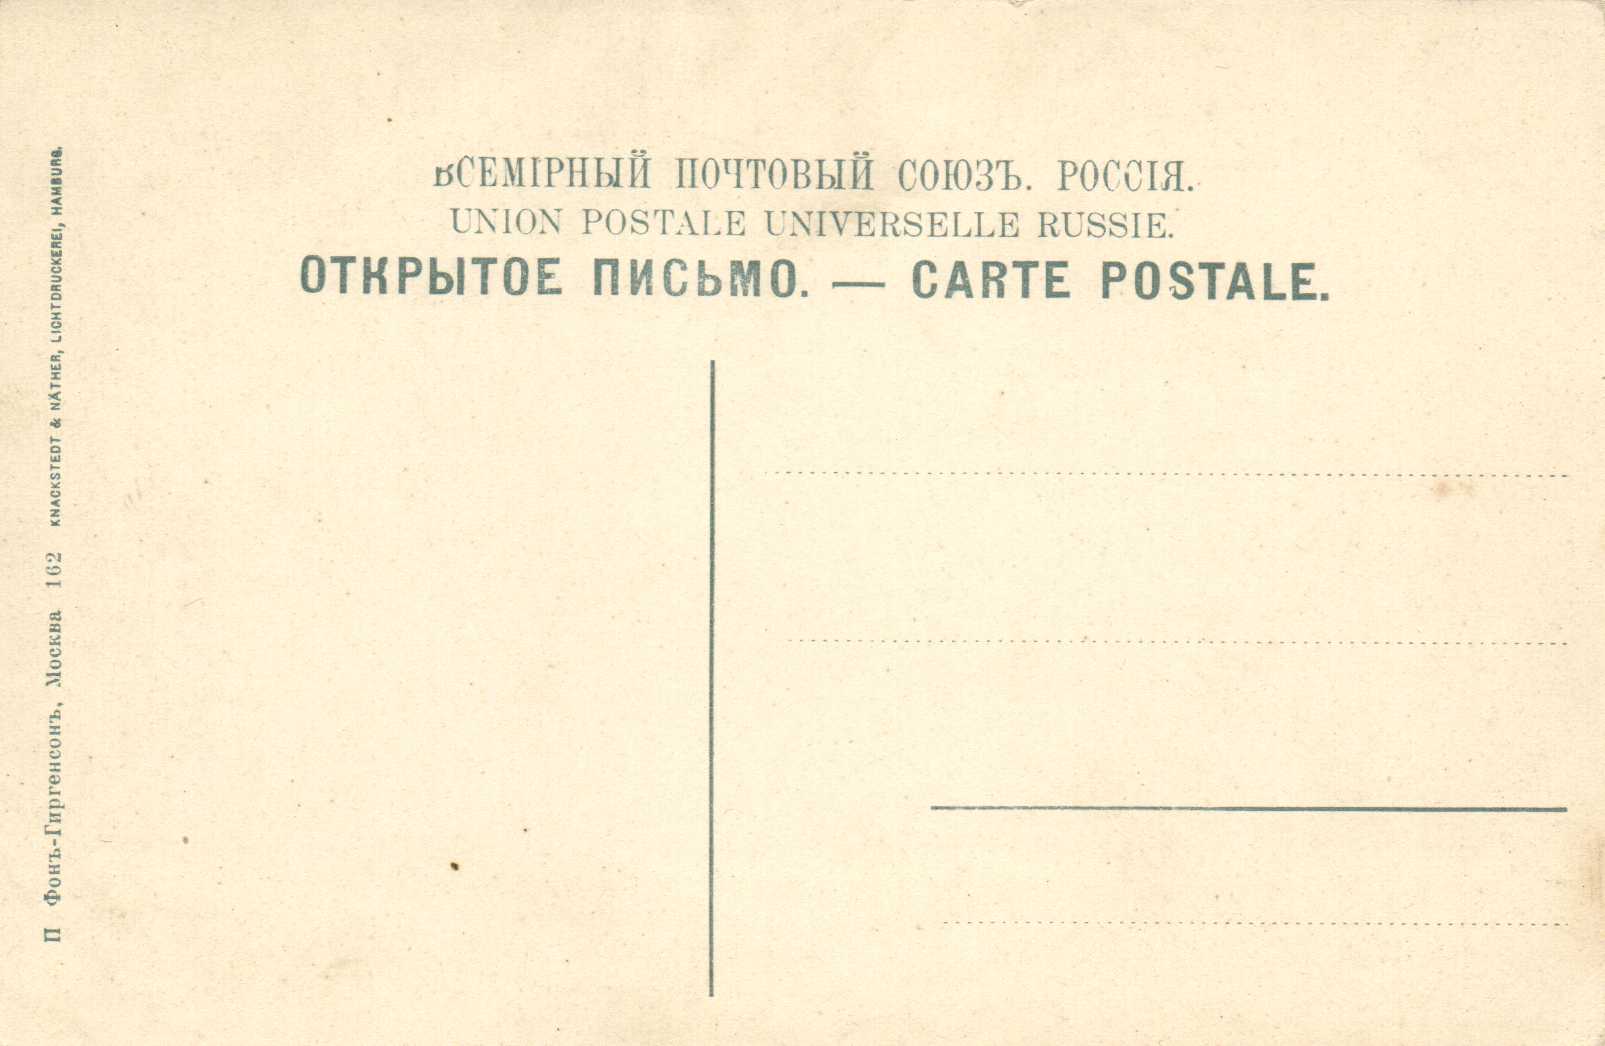 ВСЕМІРНЫЙ ПОЧТОВЫЙ СОЮЗЪ. РОССІЯ.
UNION POSTALE UNIVERSELLE RUSSIE.
ОТКРЫТОЕ ПИСЬМО. — CARTE POSTALE.
П Фонъ-Гиргенсонъ, Москва 162 KNACKSTEDT & NÄTHER, LICHTDRUCKEREI, HAMBURG.